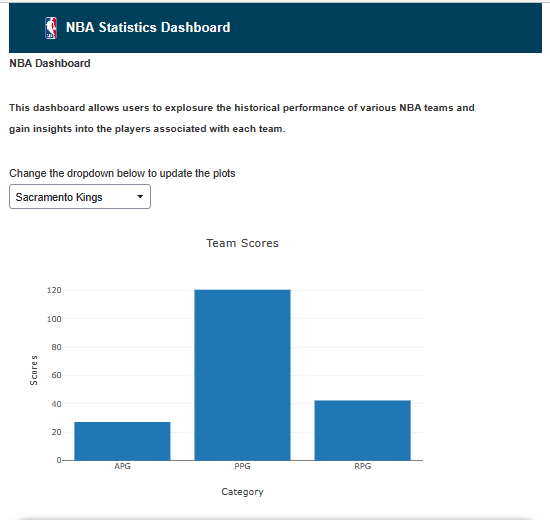 NBA Statistics Dashboard
NBA Dashboard
This dashboard allows users to explosure the historical performance of various NBA teams and
gain insights into the players associated with each team.
Change the dropdown below to update the plots
Sacramento Kings
Team Scores
120
100
80
60
40
20
0
Scores
APG
PPG
RPG
Category